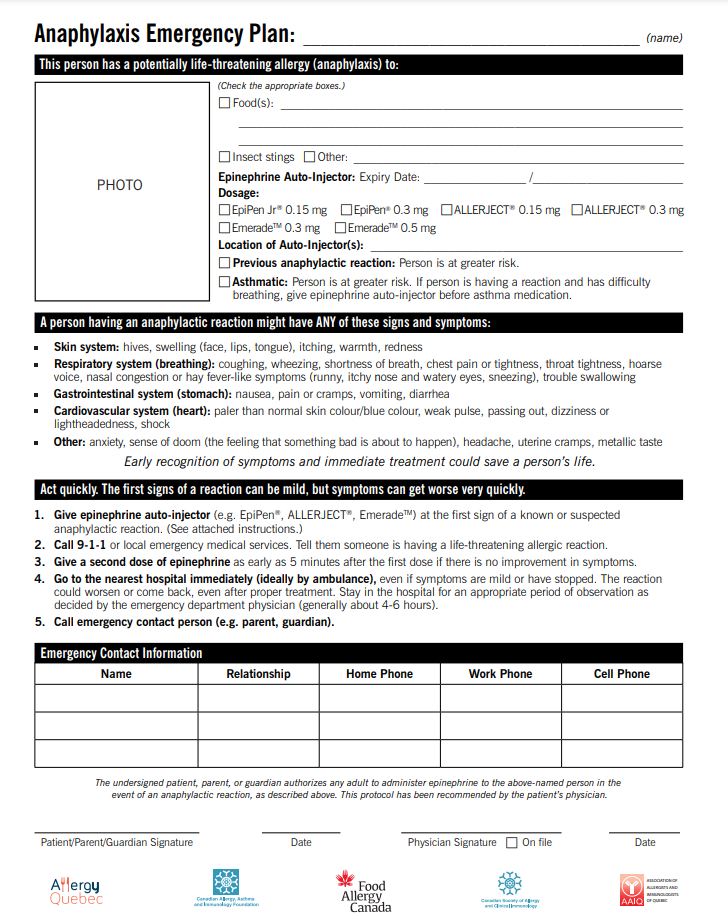 Anaphylaxis Emergency Plan: (name)
This person has a potentially life-threatening allergy (anaphylaxis) to:
PHOTO
(Check the appropriate boxes.)
Food(s):
Insect stings Other:
Epinephrine Auto-Injector: Expiry Date: /
Dosage:
EpiPen Jr® 0.15 mg EpiPen® 0.3 mg ALLERJECT® 0.15 mg ALLERJECT® 0.3 mg
Emerade™ 0.3 mg Emerade™ 0.5 mg
Location of Auto-Injector(s):
Previous anaphylactic reaction: Person is at greater risk.
Asthmatic: Person is at greater risk. If person is having a reaction and has difficulty
breathing, give epinephrine auto-injector before asthma medication.
A person having an anaphylactic reaction might have ANY of these signs and symptoms:
Skin system: hives, swelling (face, lips, tongue), itching, warmth, redness
Respiratory system (breathing): coughing, wheezing, shortness of breath, chest pain or tightness, throat tightness, hoarse
voice, nasal congestion or hay fever-like symptoms (runny, itchy nose and watery eyes, sneezing), trouble swallowing
Gastrointestinal system (stomach): nausea, pain or cramps, vomiting, diarrhea
Cardiovascular system (heart): paler than normal skin colour/blue colour, weak pulse, passing out, dizziness or
lightheadedness, shock
Other: anxiety, sense of doom (the feeling that something bad is about to happen), headache, uterine cramps, metallic taste
Early recognition of symptoms and immediate treatment could save a person's life.
Act quickly. The first signs of a reaction can be mild, but symptoms can get worse very quickly.
1. Give epinephrine auto-injector (e.g. EpiPen®, ALLERJECT®, Emerade™) at the first sign of a known or suspected
anaphylactic reaction. (See attached instructions.)
2. Call 9-1-1 or local emergency medical services. Tell them someone is having a life-threatening allergic reaction.
3. Give a second dose of epinephrine as early as 5 minutes after the first dose if there is no improvement in symptoms.
4. Go to the nearest hospital immediately (ideally by ambulance), even if symptoms are mild or have stopped. The reaction
could worsen or come back, even after proper treatment. Stay in the hospital for an appropriate period of observation as
decided by the emergency department physician (generally about 4-6 hours).
5. Call emergency contact person (e.g. parent, guardian).
Emergency Contact Information
Name Relationship Home Phone Work Phone Cell Phone
The undersigned patient, parent, or guardian authorizes any adult to administer epinephrine to the above-named person in the
event of an anaphylactic reaction, as described above. This protocol has been recommended by the patient's physician.
Patient/Parent/Guardian Signature Date Physician Signature On file Date
Allergy
Quebec
Canadian Allergy, Asthma
and Immunology Foundation
Food
Allergy
Canada
Canadian Society of Allergy
and Clinical Immunology
AAIQ
ASSOCIATION OF
ALLERGISTS AND
IMMUNOLOGISTS
OF QUEBEC